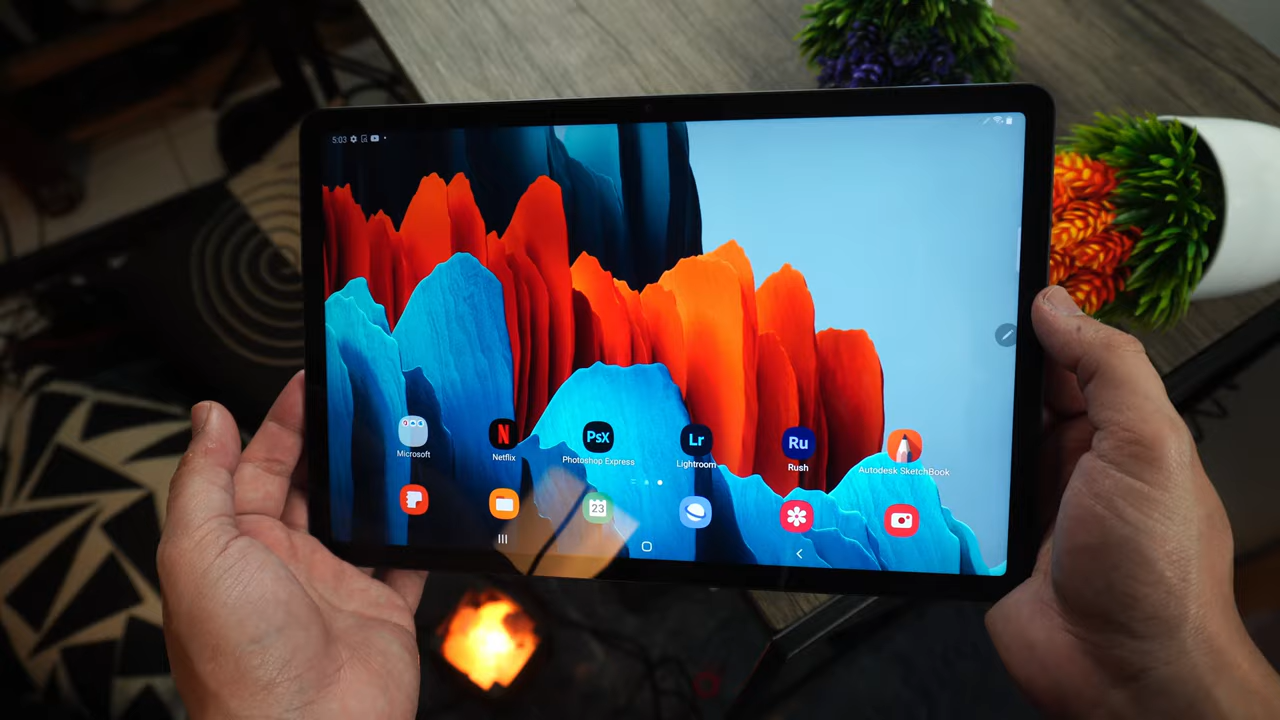 5:03
Microsoft
N
Netflix
PsX
Photoshop Express
Lr
Lightroom
Ru
Rush
Autodesk SketchBook
23